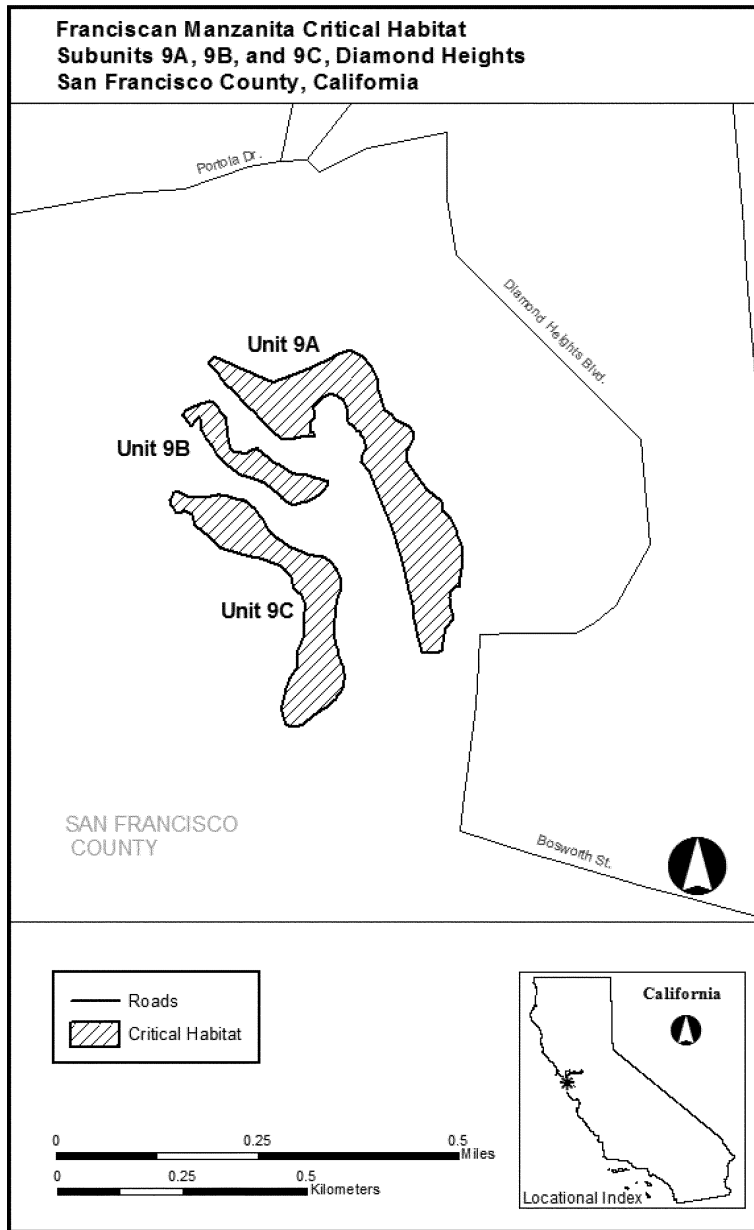 Franciscan Manzanita Critical Habitat
Subunits 9A, 9B, and 9C, Diamond Heights
San Francisco County, California
Portola Dr.
Diamond Heights Blvd.
Unit 9A
Unit 9B
Unit 9C
SAN FRANCISCO
COUNTY
Bosworth St.
Roads
Critical Habitat
California
0 0.25 0.5
Miles
0 0.25 0.5
Kilometers
Locational Index